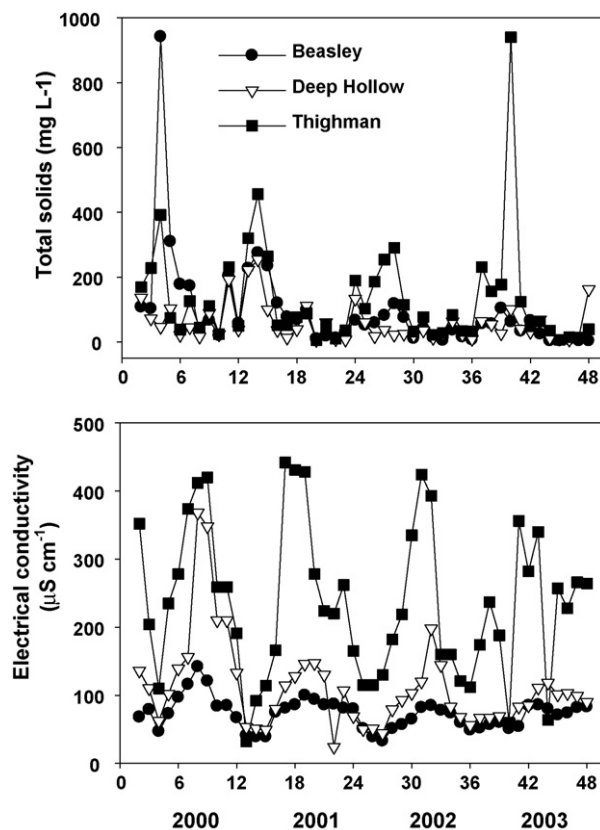 1000
800
600
400
200
0
Total solids (mg L-1)
Beasley
Deep Hollow
Thighman
0 6 12 18 24 30 36 42 48
500
400
300
200
100
0
Electrical conductivity
(μS cm⁻¹)
0 6 12 18 24 30 36 42 48
2000 2001 2002 2003